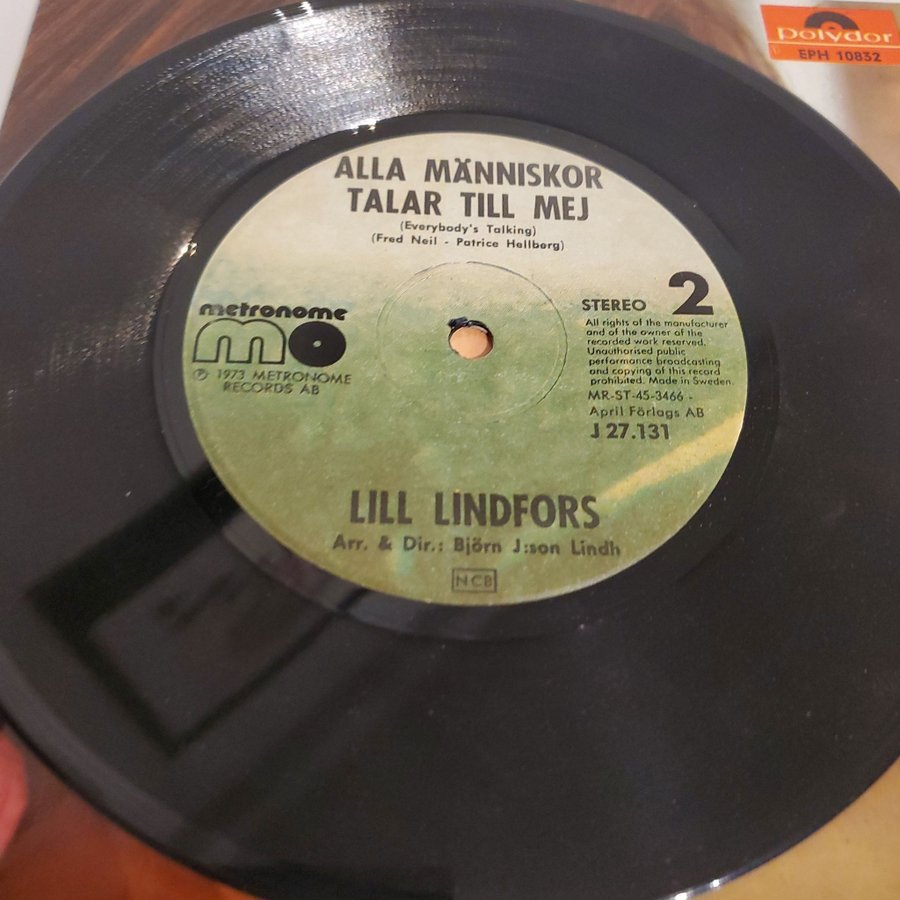 polydor
EPH 10832
ALLA MÄNNISKOR
TALAR TILL MEJ
(Everybody's Talking)
(Fred Neil - Patrice Hellberg)
metronome
mo
℗ 1973 METRONOME
RECORDS AB
STEREO 2
All rights of the manufacturer
and of the owner of the
recorded work reserved.
Unauthorised public
performance broadcasting
and copying of this record
prohibited. Made in Sweden.
MR-ST-45-3466 -
April Förlags AB
J 27.131
LILL LINDFORS
Arr. & Dir.: Björn J:son Lindh
NCB